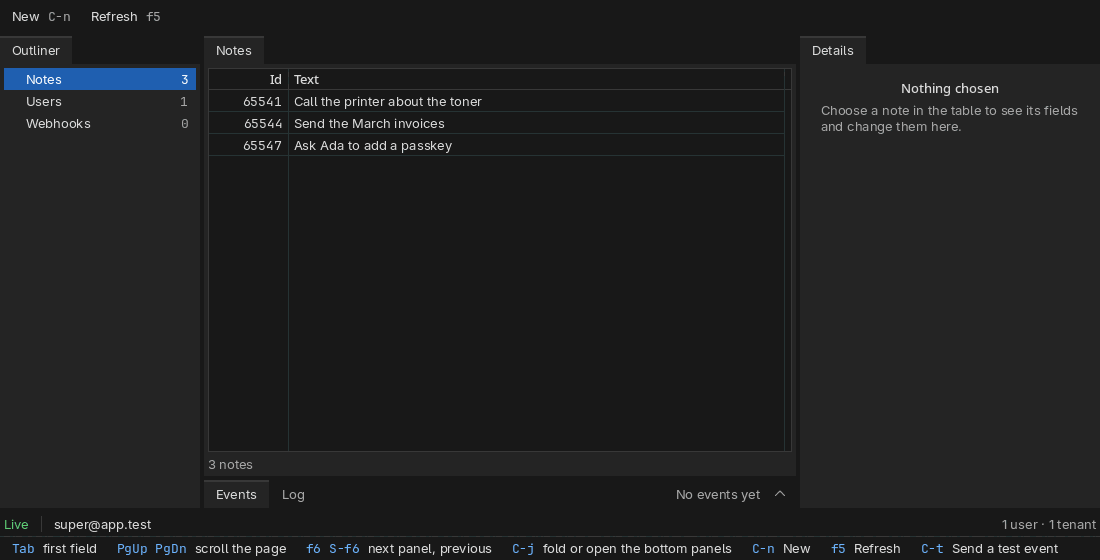 New C-n Refresh f5
Outliner
Notes 3
Users 1
Webhooks 0
Notes
Id Text
65541 Call the printer about the toner
65544 Send the March invoices
65547 Ask Ada to add a passkey
3 notes
Events Log No events yet
Details
Nothing chosen
Choose a note in the table to see its fields
and change them here.
Live super@app.test 1 user · 1 tenant
Tab first field PgUp PgDn scroll the page f6 S-f6 next panel, previous C-j fold or open the bottom panels C-n New f5 Refresh C-t Send a test event